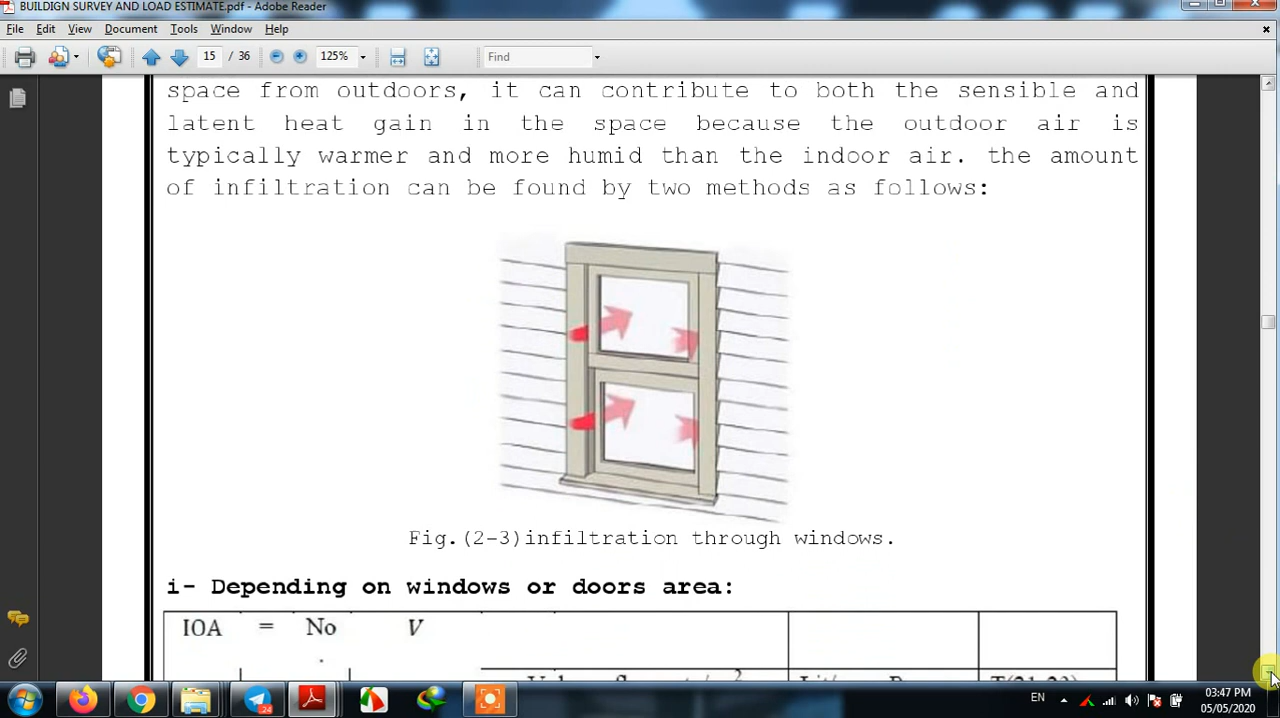 BUILDIGN SURVEY AND LOAD ESTIMATE.pdf - Adobe Reader
File Edit View Document Tools Window Help
15 / 36 125% Find
space from outdoors, it can contribute to both the sensible and
latent heat gain in the space because the outdoor air is
typically warmer and more humid than the indoor air. the amount
of infiltration can be found by two methods as follows:
Fig.(2-3)infiltration through windows.
i- Depending on windows or doors area:
IOA = No V
.
EN 03:47 PM
05/05/2020